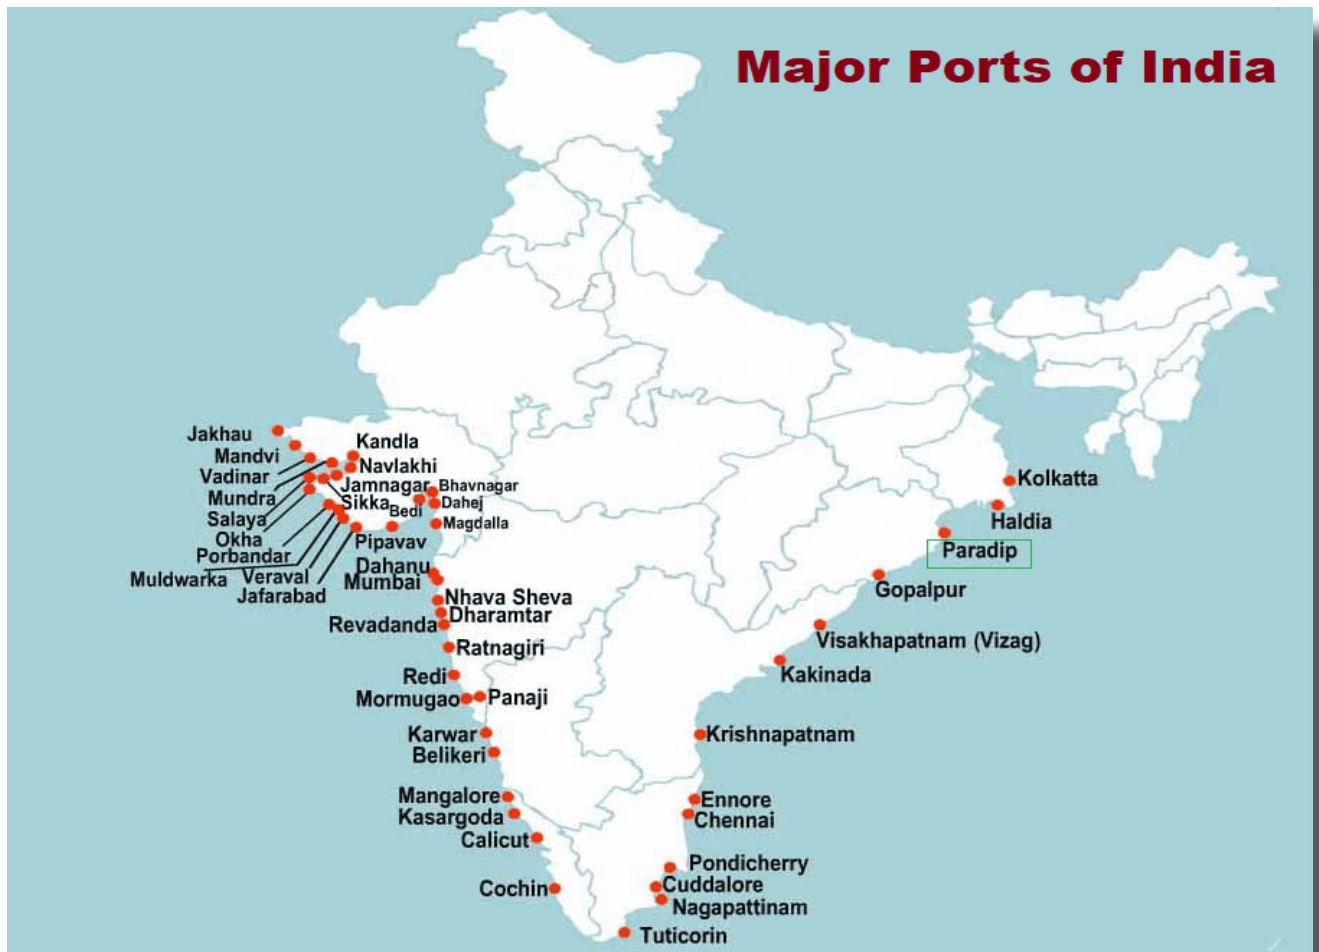 Major Ports of India
Jakhau
Mandvi
Vadinar
Mundra
Salaya
Okha
Porbandar
Muldwarka
Veraval
Jafarabad
Kandla
Navlakhi
Jamnagar
Sikka
Bedi
Bhavnagar
Dahej
Magdalla
Pipavav
Dahanu
Mumbai
Nhava Sheva
Dharamtar
Revadanda
Ratnagiri
Redi
Mormugao
Panaji
Karwar
Belikeri
Mangalore
Kasargoda
Calicut
Cochin
Kolkatta
Haldia
Paradip
Gopalpur
Visakhapatnam (Vizag)
Kakinada
Krishnapatnam
Ennore
Chennai
Pondicherry
Cuddalore
Nagapattinam
Tuticorin